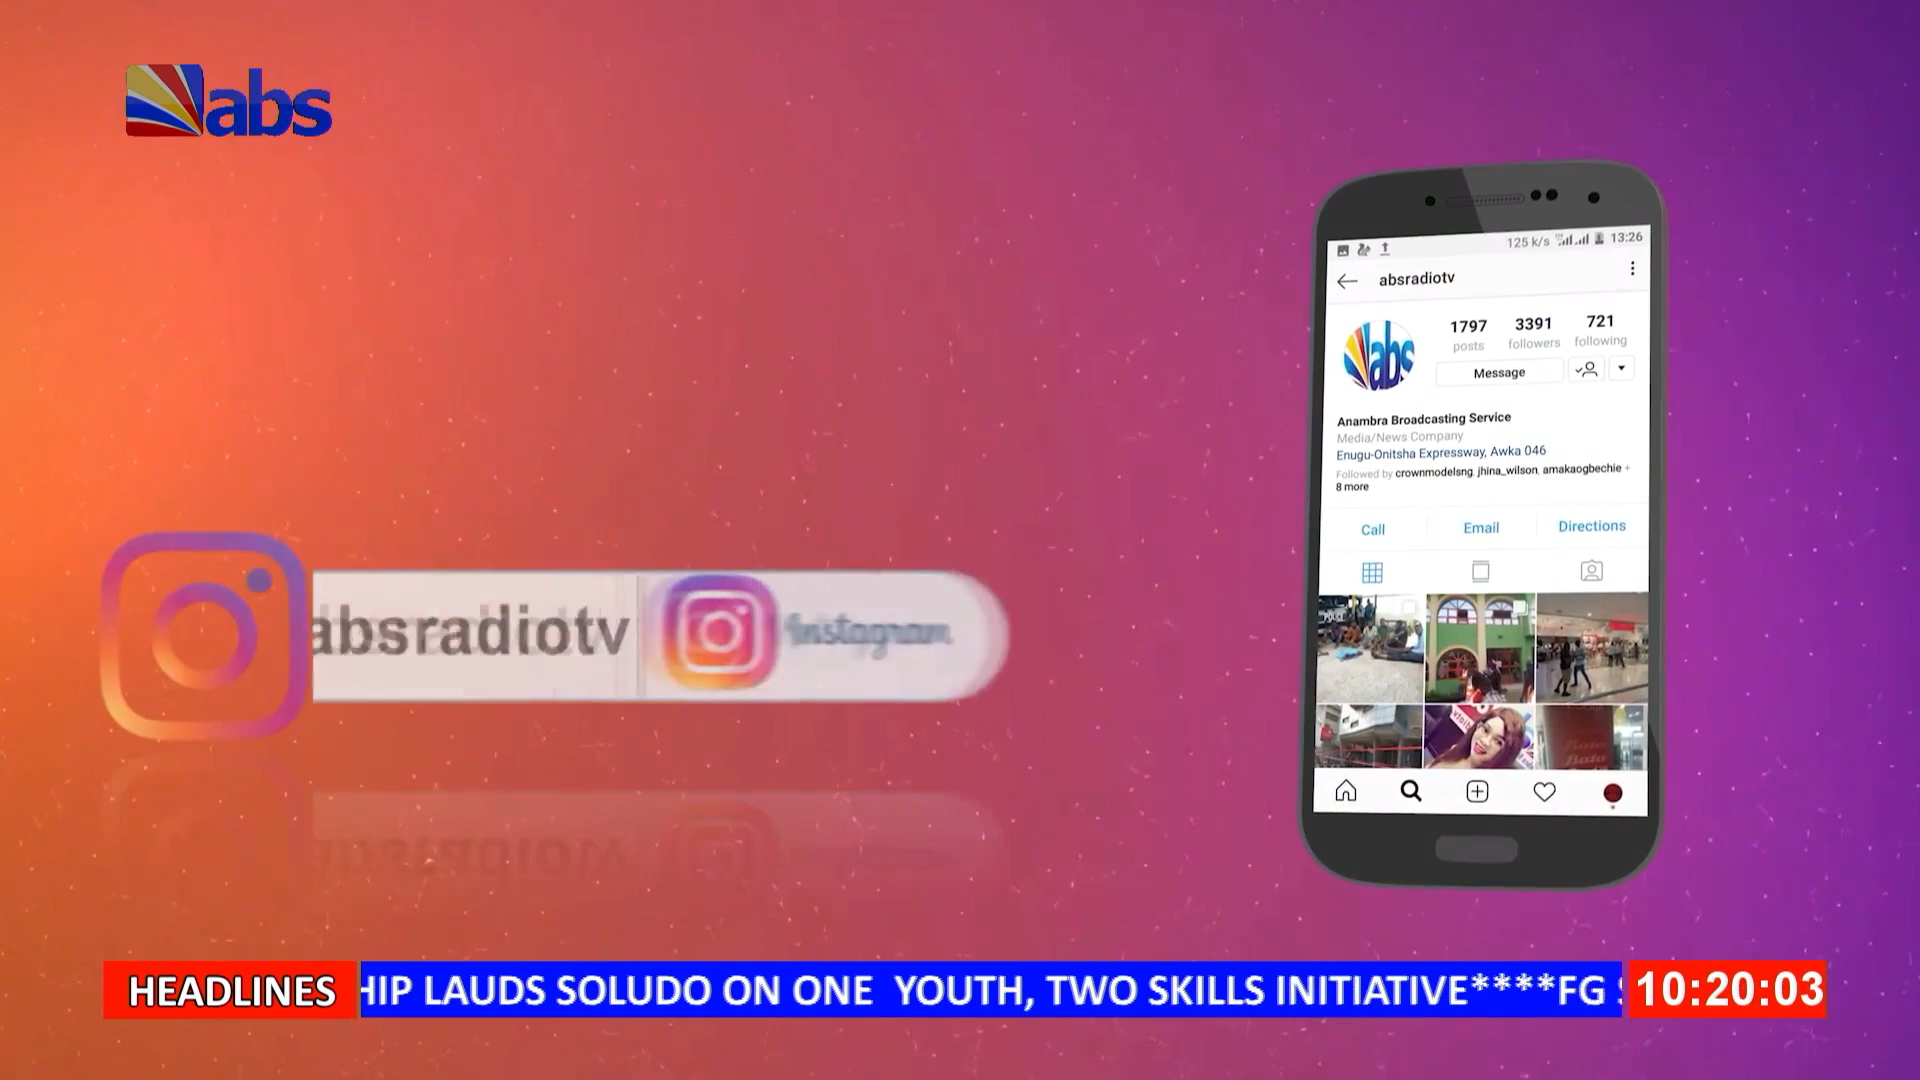 abs
125 k/s 13:26
absradiotv
abs
1797 3391 721
posts followers following
Message
Anambra Broadcasting Service
Media/News Company
Enugu-Onitsha Expressway, Awka 046
Followed by crownmodelsng, jhina_wilson, amakaogbechie +
8 more
Call Email Directions
POLICE
absradiotv Instagram
HEADLINES HIP LAUDS SOLUDO ON ONE YOUTH, TWO SKILLS INITIATIVE****FG 10:20:03